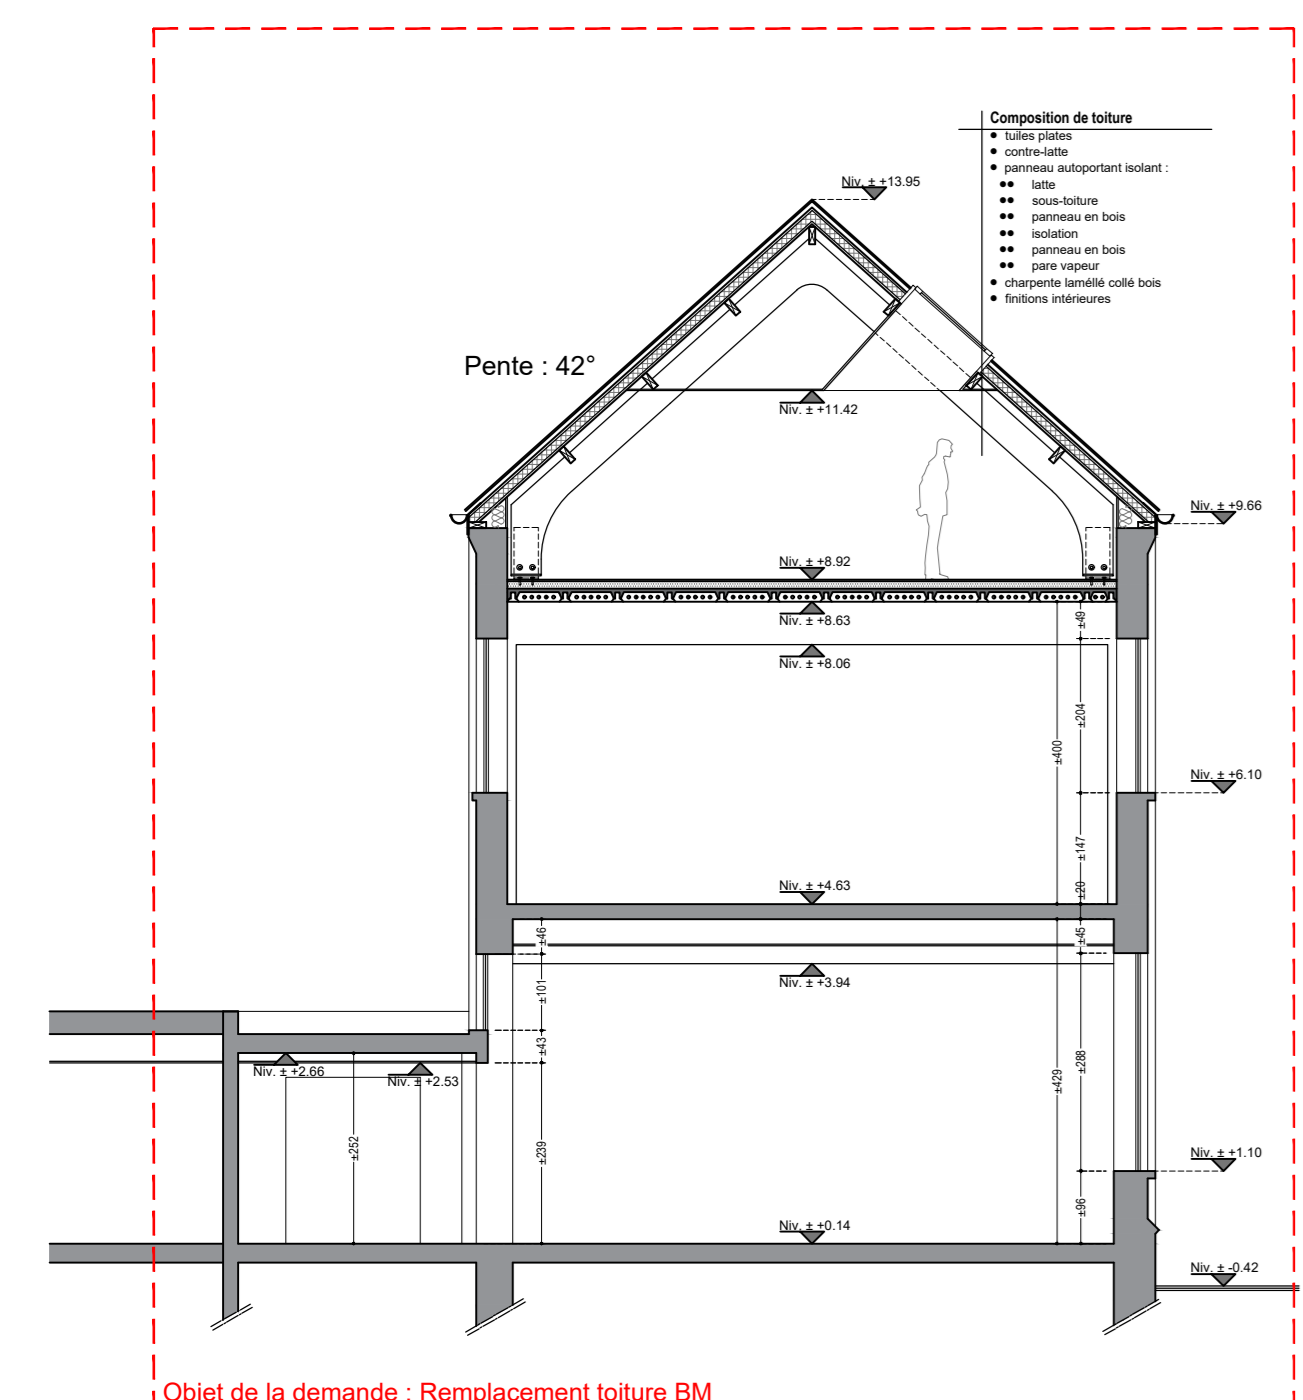 Composition de toiture
● tuiles plates
● contre-latte
● panneau autoportant isolant :
●● latte
●● sous-toiture
●● panneau en bois
●● isolation
●● panneau en bois
●● pare vapeur
● charpente laméllé collé bois
● finitions intérieures
Niv. ± +13.95
Pente : 42°
Niv. ± +11.42
Niv. ± +9.66
Niv. ± +8.92
Niv. ± +8.63
±49
Niv. ± +8.06
±204
±400
Niv. ± +6.10
±147
Niv. ± +4.63
±20
±46
±45
Niv. ± +3.94
±101
±43
±288
±429
Niv. ± +2.66
Niv. ± +2.53
±252
±239
Niv. ± +1.10
±96
Niv. ± +0.14
Niv. ± -0.42
Objet de la demande : Remplacement toiture BM